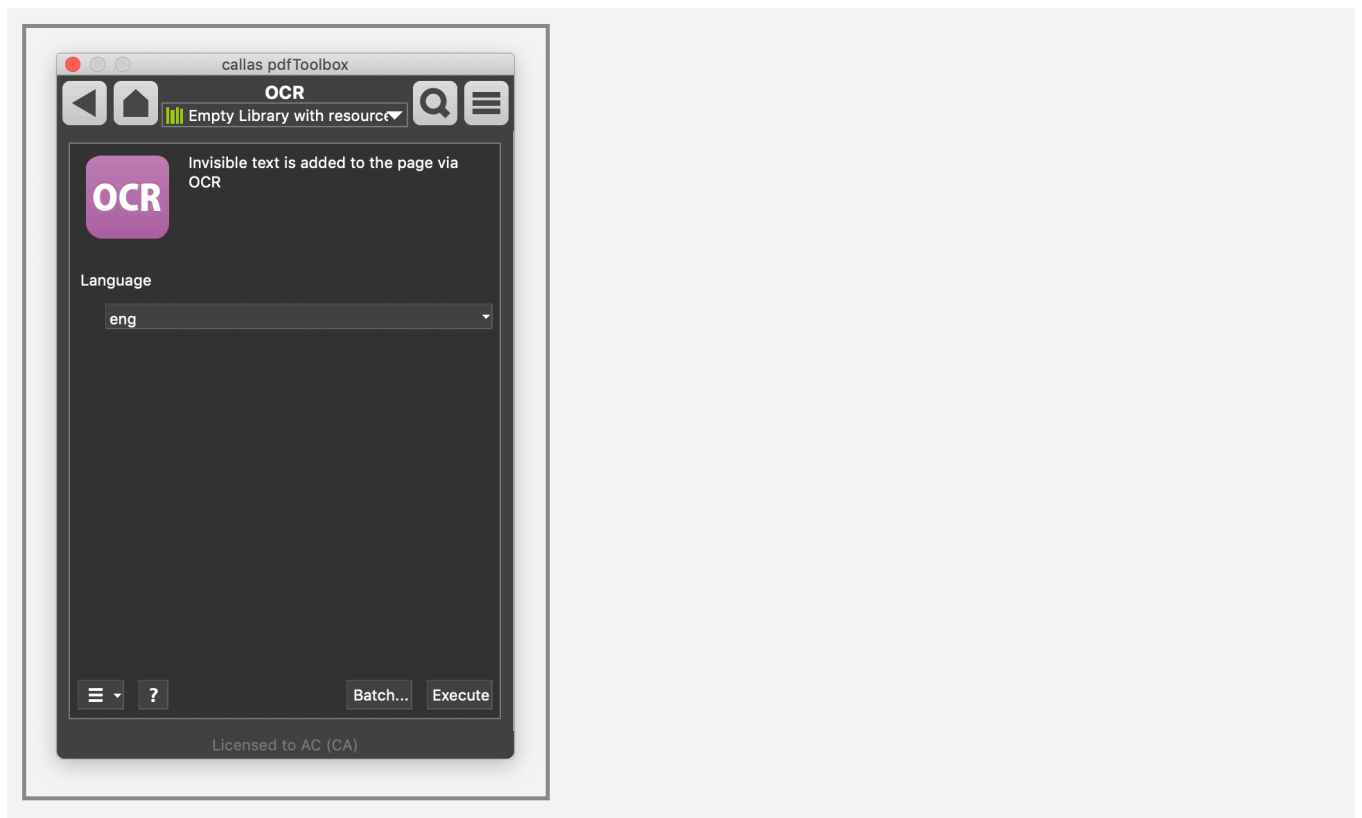 callas pdfToolbox
OCR
Empty Library with resourc
OCR
Invisible text is added to the page via
OCR
Language
eng
?
Batch...
Execute
Licensed to AC (CA)